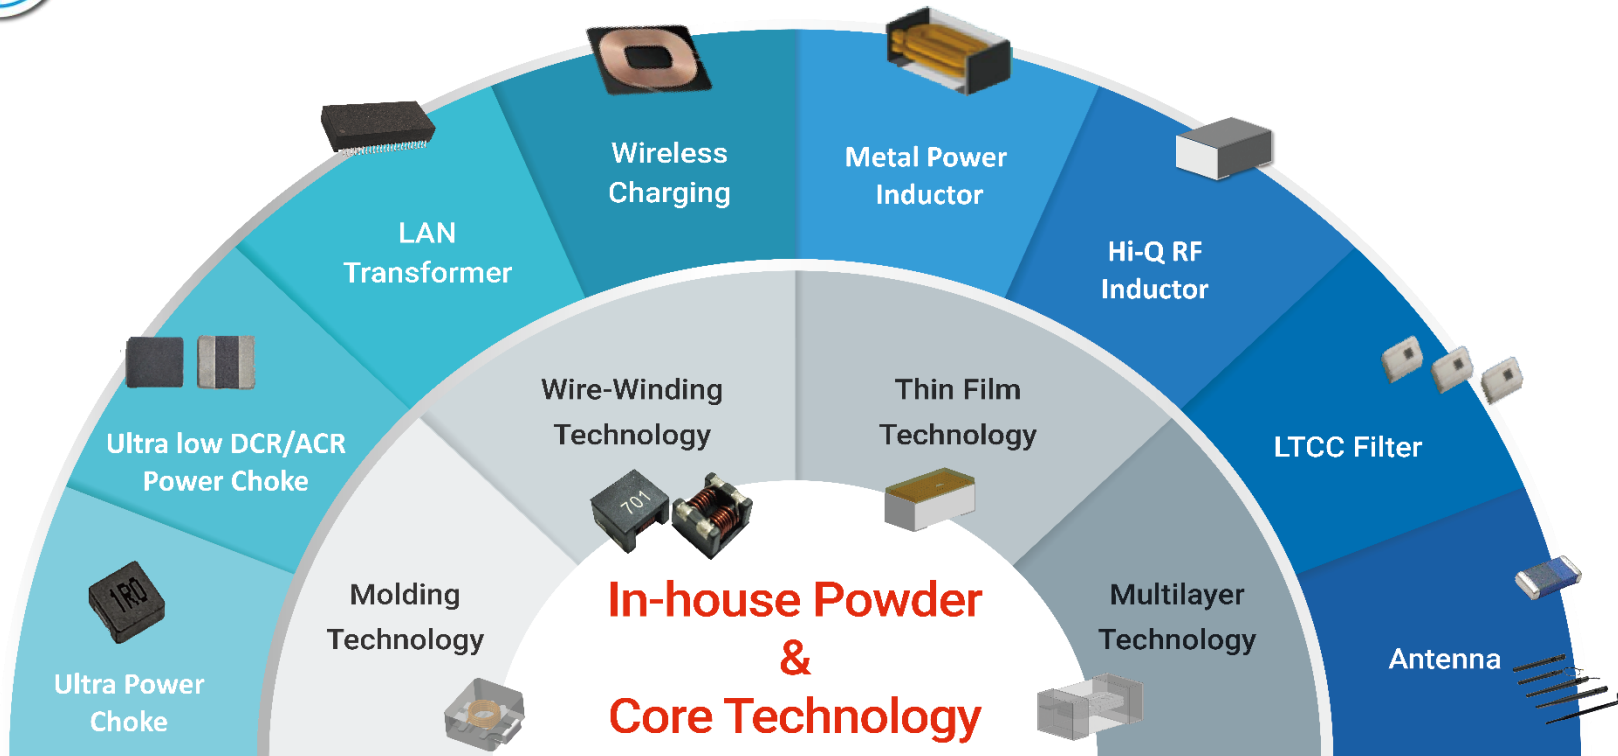 Wireless
Charging
Metal Power
Inductor
LAN
Transformer
Hi-Q RF
Inductor
Ultra low DCR/ACR
Power Choke
LTCC Filter
Ultra Power
Choke
Antenna
Wire-Winding
Technology
Thin Film
Technology
Molding
Technology
Multilayer
Technology
701
1R0
In-house Powder
&
Core Technology